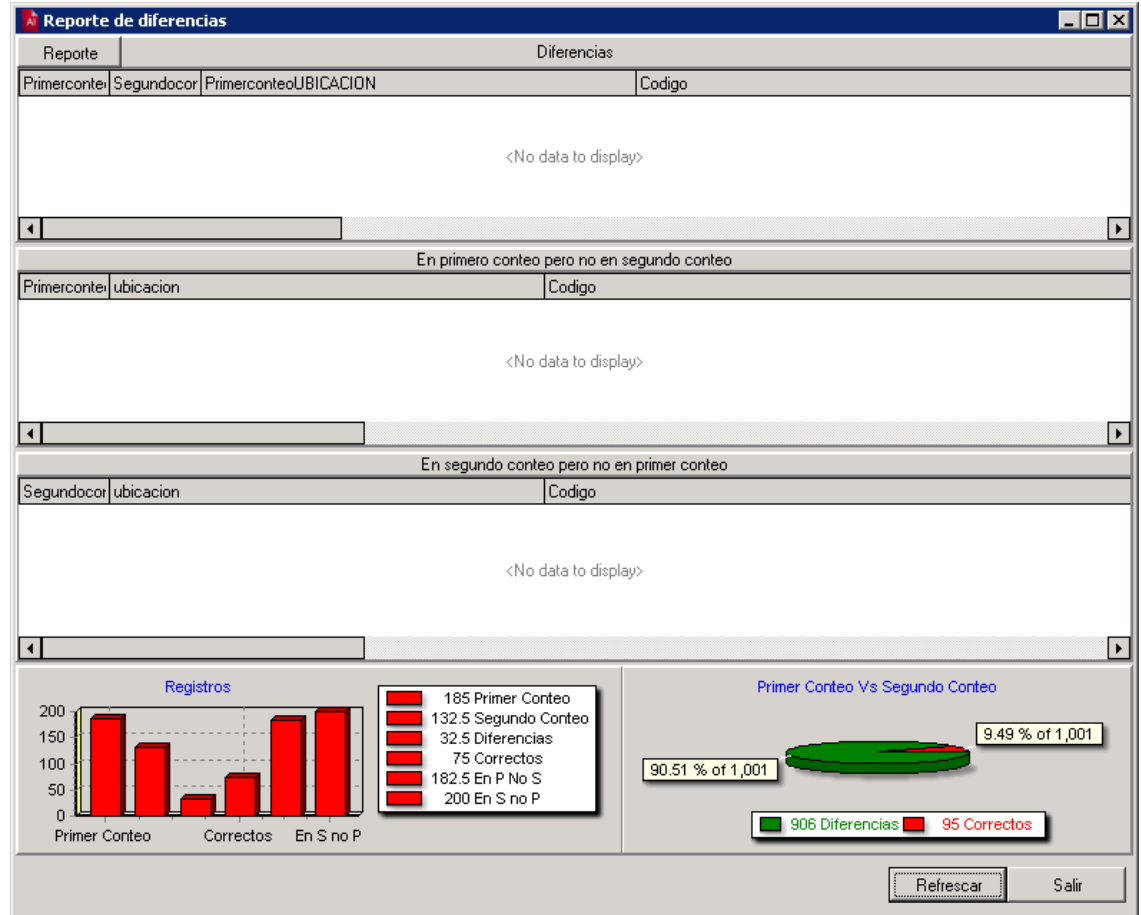 Reporte de diferencias
Reporte Diferencias
Primerconte Segundocor PrimerconteoUBICACION Codigo
<No data to display>
En primero conteo pero no en segundo conteo
Primerconte ubicacion Codigo
<No data to display>
En segundo conteo pero no en primer conteo
Segundocor ubicacion Codigo
<No data to display>
Registros
200
150
100
50
0
Primer Conteo Correctos En S no P
185 Primer Conteo
132.5 Segundo Conteo
32.5 Diferencias
75 Correctos
182.5 En P No S
200 En S no P
Primer Conteo Vs Segundo Conteo
9.49 % of 1,001
90.51 % of 1,001
906 Diferencias 95 Correctos
Refrescar Salir